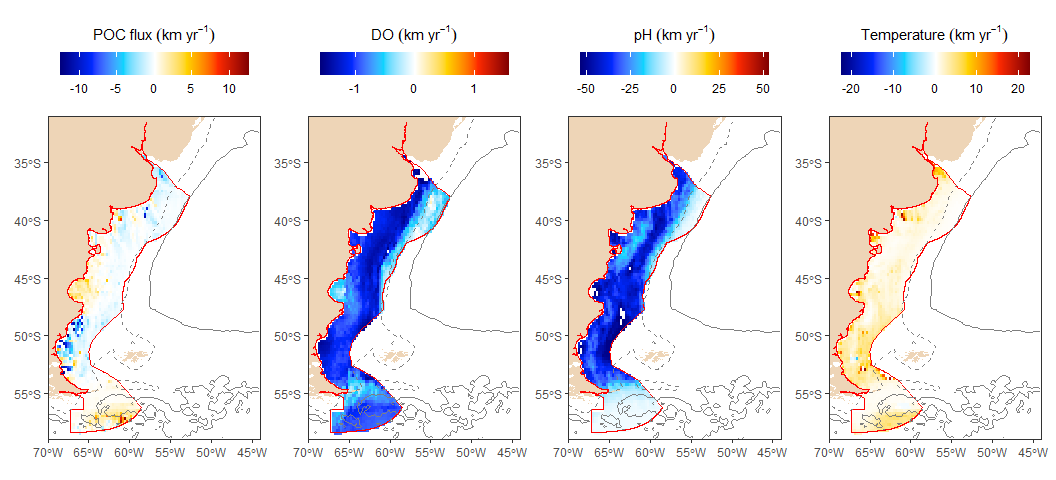 POC flux (km yr⁻¹) DO (km yr⁻¹) pH (km yr⁻¹) Temperature (km yr⁻¹)
-10 -5 0 5 10 -1 0 1 -50 -25 0 25 50 -20 -10 0 10 20
35°S 35°S 35°S 35°S
40°S 40°S 40°S 40°S
45°S 45°S 45°S 45°S
50°S 50°S 50°S 50°S
55°S 55°S 55°S 55°S
70°W 65°W 60°W 55°W 50°W 45°W 70°W 65°W 60°W 55°W 50°W 45°W 70°W 65°W 60°W 55°W 50°W 45°W 70°W 65°W 60°W 55°W 50°W 45°W